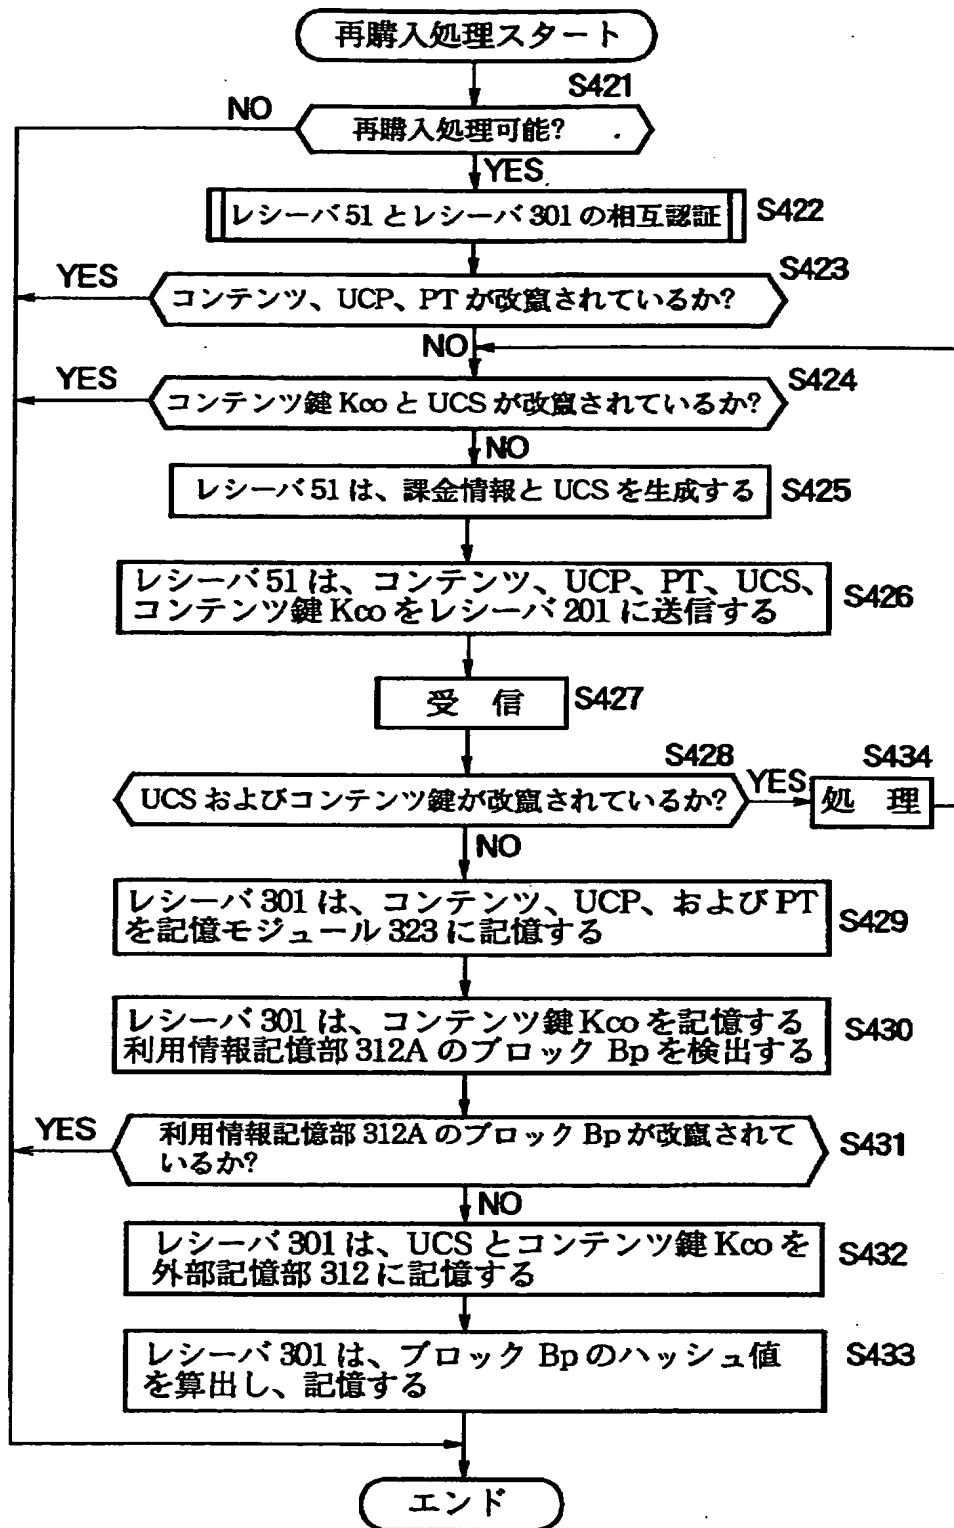 再購入処理スタート
S421
NO
再購入処理可能?
YES
レシーバ51とレシーバ301の相互認証
S422
S423
YES
コンテンツ、UCP、PTが改竄されているか?
NO
YES
S424
コンテンツ鍵KcoとUCSが改竄されているか?
NO
レシーバ51は、課金情報とUCSを生成する
S425
レシーバ51は、コンテンツ、UCP、PT、UCS、
コンテンツ鍵Kcoをレシーバ201に送信する
S426
受 信
S427
S428
S434
UCSおよびコンテンツ鍵が改竄されているか?
YES
処 理
NO
レシーバ301は、コンテンツ、UCP、およびPT
を記憶モジュール323に記憶する
S429
レシーバ301は、コンテンツ鍵Kcoを記憶する
利用情報記憶部312AのブロックBpを検出する
S430
YES
利用情報記憶部312AのブロックBpが改竄されて
いるか?
S431
NO
レシーバ301は、UCSとコンテンツ鍵Kcoを
外部記憶部312に記憶する
S432
レシーバ301は、ブロックBpのハッシュ値
を算出し、記憶する
S433
エンド